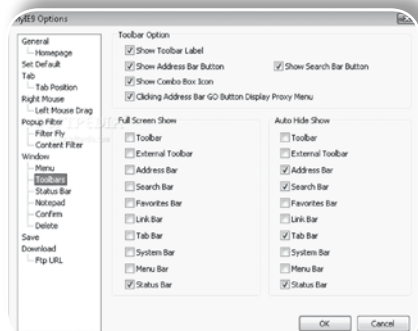 MyIE9 Options
General
Homepage
Set Default
Tab
Tab Position
Right Mouse
Left Mouse Drag
Popup Filter
Filter Fly
Content Filter
Window
Menu
Toolbars
Status Bar
Notepad
Confirm
Delete
Save
Download
Ftp URL
Toolbar Option
Show Toolbar Label
Show Address Bar Button
Show Search Bar Button
Show Combo Box Icon
Clicking Address Bar GO Button Display Proxy Menu
Full Screen Show
Toolbar
External Toolbar
Address Bar
Search Bar
Favorites Bar
Link Bar
Tab Bar
System Bar
Menu Bar
Status Bar
Auto Hide Show
Toolbar
External Toolbar
Address Bar
Search Bar
Favorites Bar
Link Bar
Tab Bar
System Bar
Menu Bar
Status Bar
OK
Cancel